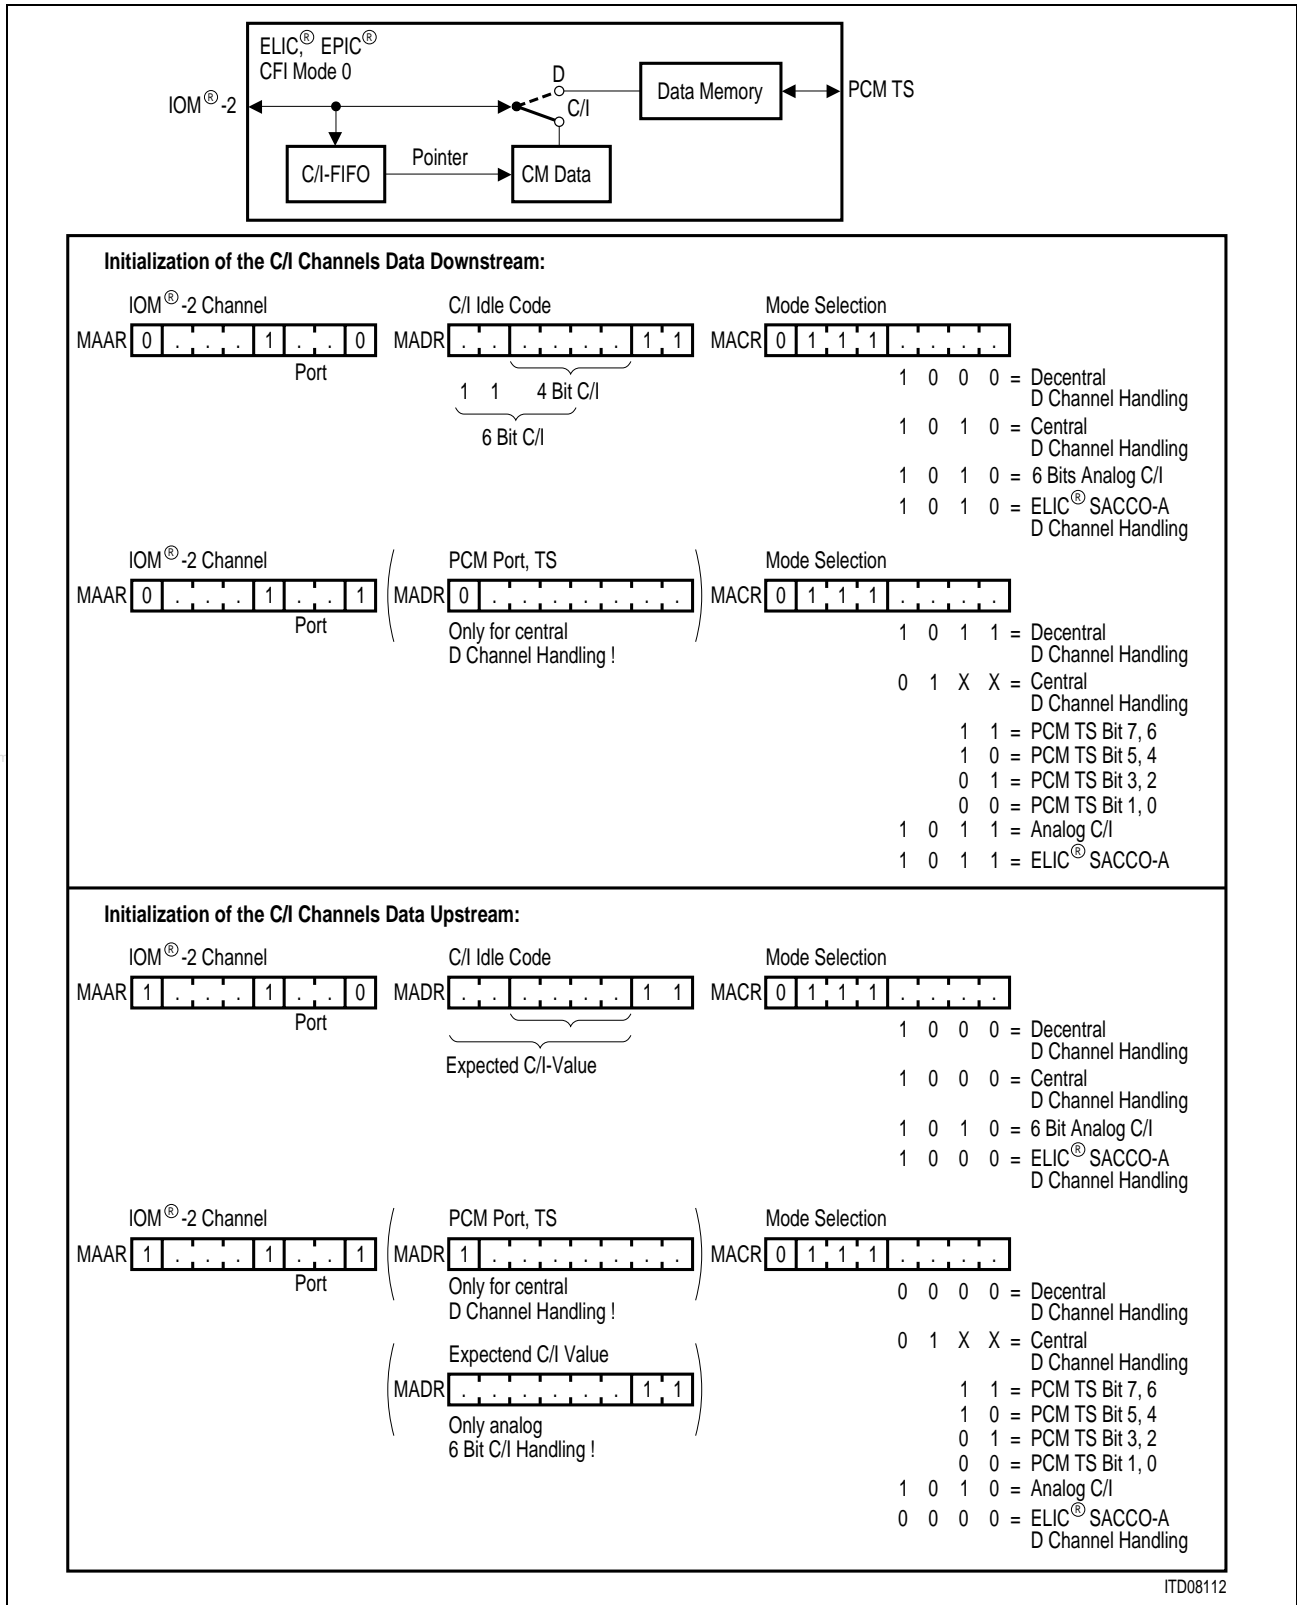 ELIC,® EPIC®
CFI Mode 0
IOM®-2
D
C/I
Data Memory
PCM TS
C/I-FIFO
Pointer
CM Data
Initialization of the C/I Channels Data Downstream:
IOM®-2 Channel C/I Idle Code Mode Selection
MAAR 0 . . . 1 . . 0 MADR . . . . . . 1 1 MACR 0 1 1 1 . . . .
Port
1 1 4 Bit C/I
6 Bit C/I
1 0 0 0 = Decentral
D Channel Handling
1 0 1 0 = Central
D Channel Handling
1 0 1 0 = 6 Bits Analog C/I
1 0 1 0 = ELIC® SACCO-A
D Channel Handling
IOM®-2 Channel PCM Port, TS Mode Selection
MAAR 0 . . . 1 . . 1 MADR 0 . . . . . . . MACR 0 1 1 1 . . . .
Port
Only for central
D Channel Handling !
1 0 1 1 = Decentral
D Channel Handling
0 1 X X = Central
D Channel Handling
1 1 = PCM TS Bit 7, 6
1 0 = PCM TS Bit 5, 4
0 1 = PCM TS Bit 3, 2
0 0 = PCM TS Bit 1, 0
1 0 1 1 = Analog C/I
1 0 1 1 = ELIC® SACCO-A
Initialization of the C/I Channels Data Upstream:
IOM®-2 Channel C/I Idle Code Mode Selection
MAAR 1 . . . 1 . . 0 MADR . . . . . . 1 1 MACR 0 1 1 1 . . . .
Port
Expected C/I-Value
1 0 0 0 = Decentral
D Channel Handling
1 0 0 0 = Central
D Channel Handling
1 0 1 0 = 6 Bit Analog C/I
1 0 0 0 = ELIC® SACCO-A
D Channel Handling
IOM®-2 Channel PCM Port, TS Mode Selection
MAAR 1 . . . 1 . . 1 MADR 1 . . . . . . . MACR 0 1 1 1 . . . .
Port
Only for central
D Channel Handling !
Expectend C/I Value
MADR . . . . . . 1 1
Only analog
6 Bit C/I Handling !
0 0 0 0 = Decentral
D Channel Handling
0 1 X X = Central
D Channel Handling
1 1 = PCM TS Bit 7, 6
1 0 = PCM TS Bit 5, 4
0 1 = PCM TS Bit 3, 2
0 0 = PCM TS Bit 1, 0
1 0 1 0 = Analog C/I
0 0 0 0 = ELIC® SACCO-A
D Channel Handling
ITD08112